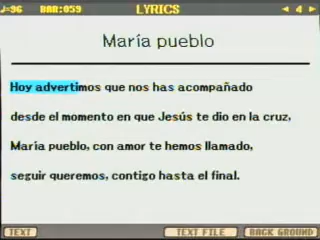 ♩=96 BAR:059 LYRICS ◄ 4 ►
María pueblo
Hoy advertimos que nos has acompañado
desde el momento en que Jesús te dio en la cruz,
María pueblo, con amor te hemos llamado,
seguir queremos, contigo hasta el final.
TEXT TEXT FILE BACK GROUND